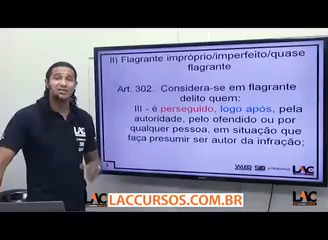 II) Flagrante impróprio/imperfeito/quase
flagrante
Art. 302. Considera-se em flagrante
delito quem:
III - é perseguido, logo após, pela
autoridade, pelo ofendido ou por
qualquer pessoa, em situação que
faça presumir ser autor da infração;
LAC
LAC
LACCURSOS.COM.BR
LAC